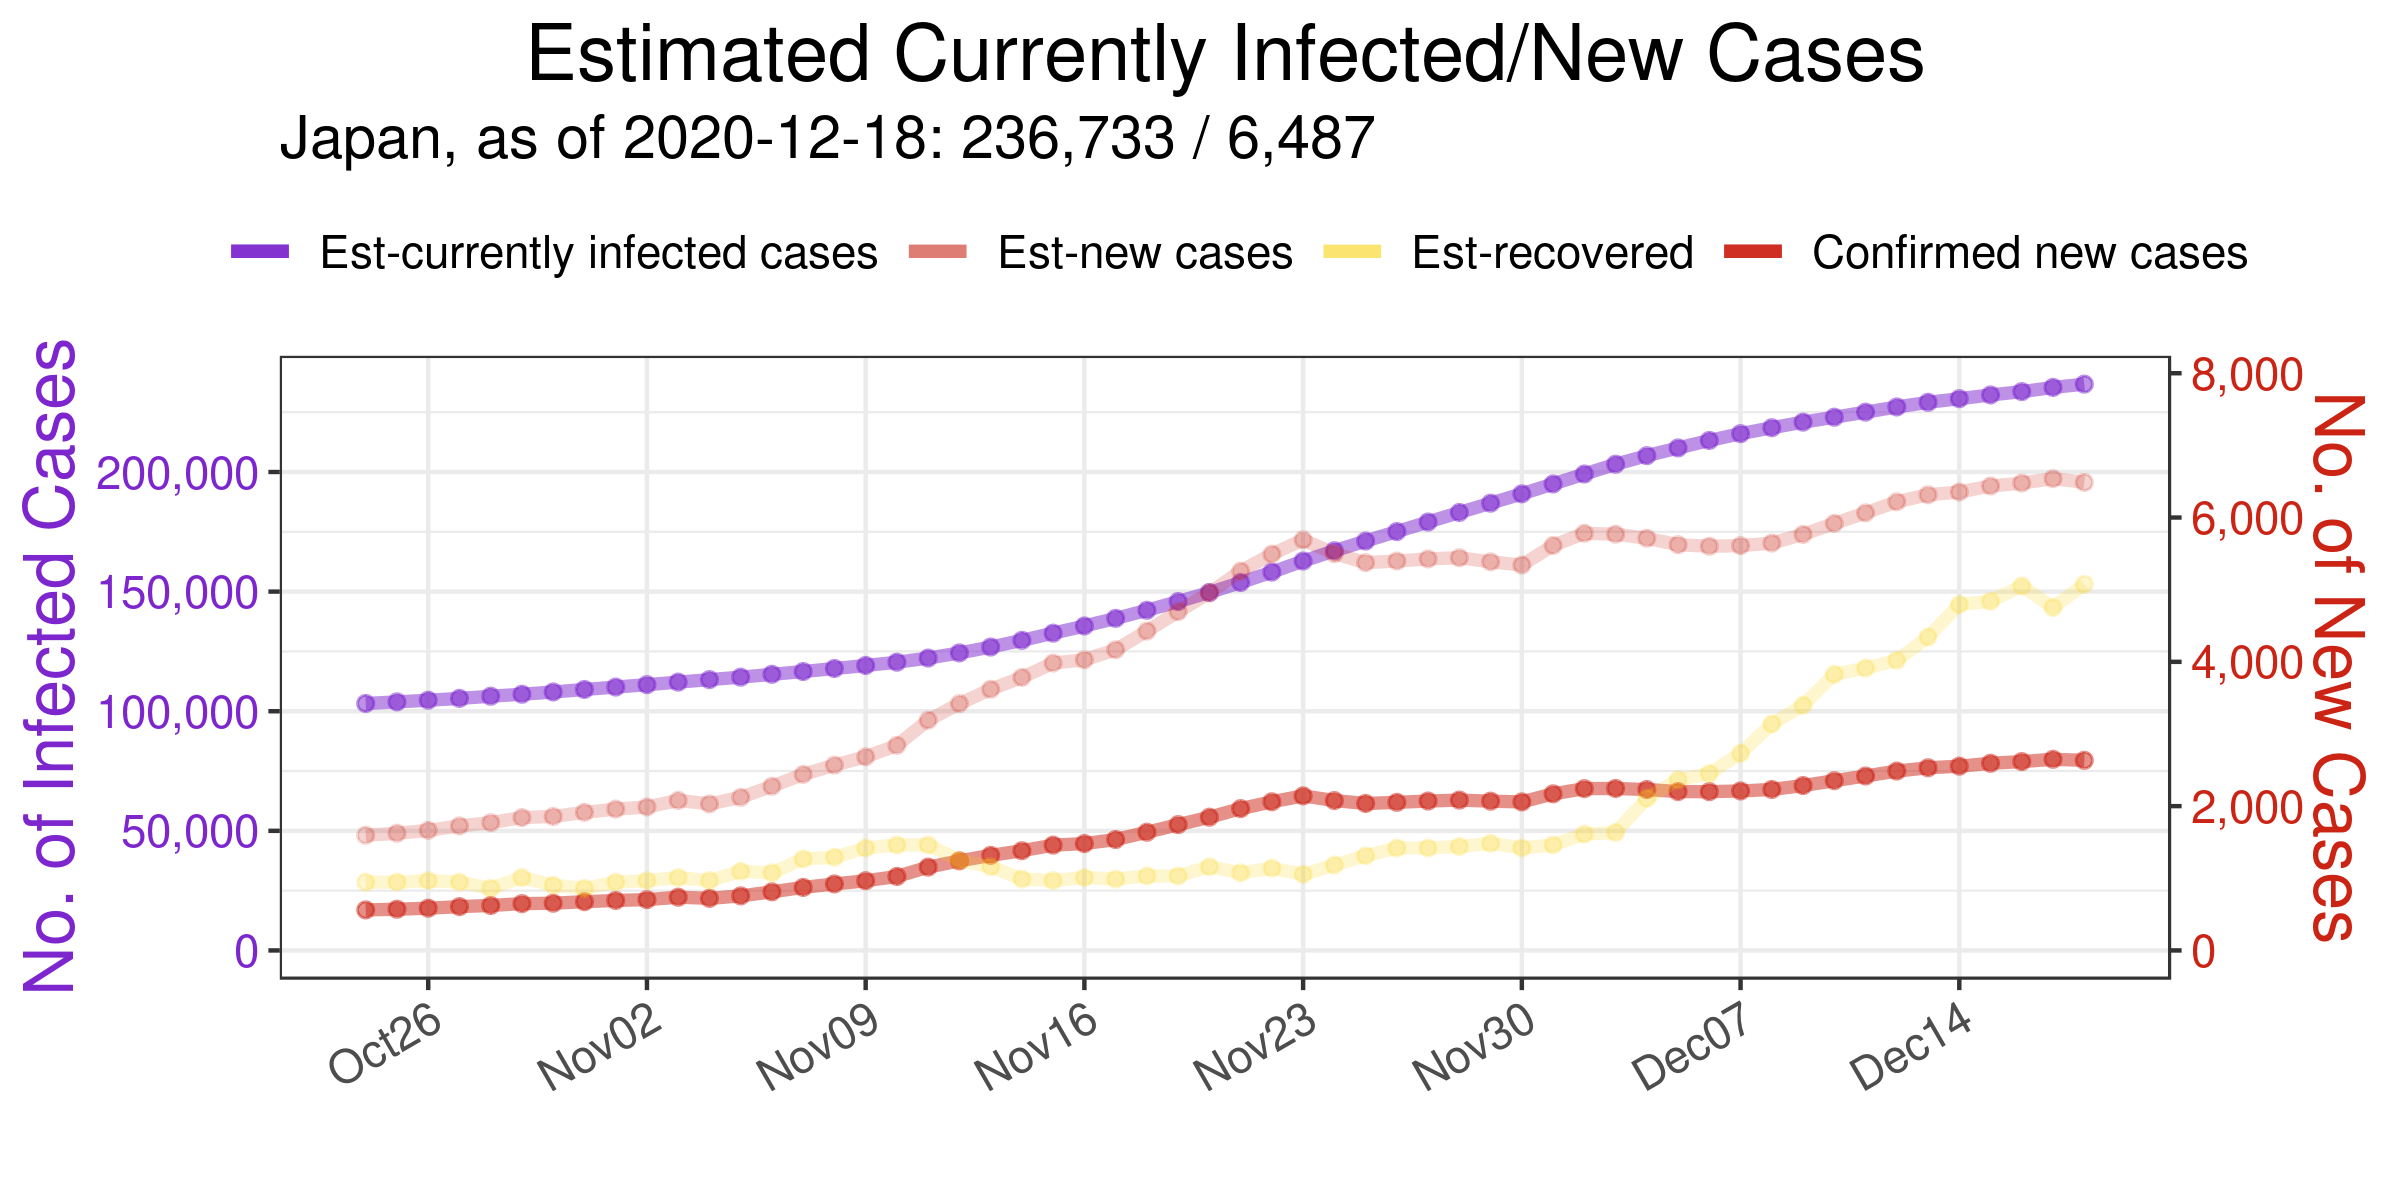 Estimated Currently Infected/New Cases
Japan, as of 2020-12-18: 236,733 / 6,487
Est-currently infected cases
Est-new cases
Est-recovered
Confirmed new cases
No. of Infected Cases
200,000
150,000
100,000
50,000
0
8,000
6,000
4,000
2,000
0
No. of New Cases
Oct26
Nov02
Nov09
Nov16
Nov23
Nov30
Dec07
Dec14